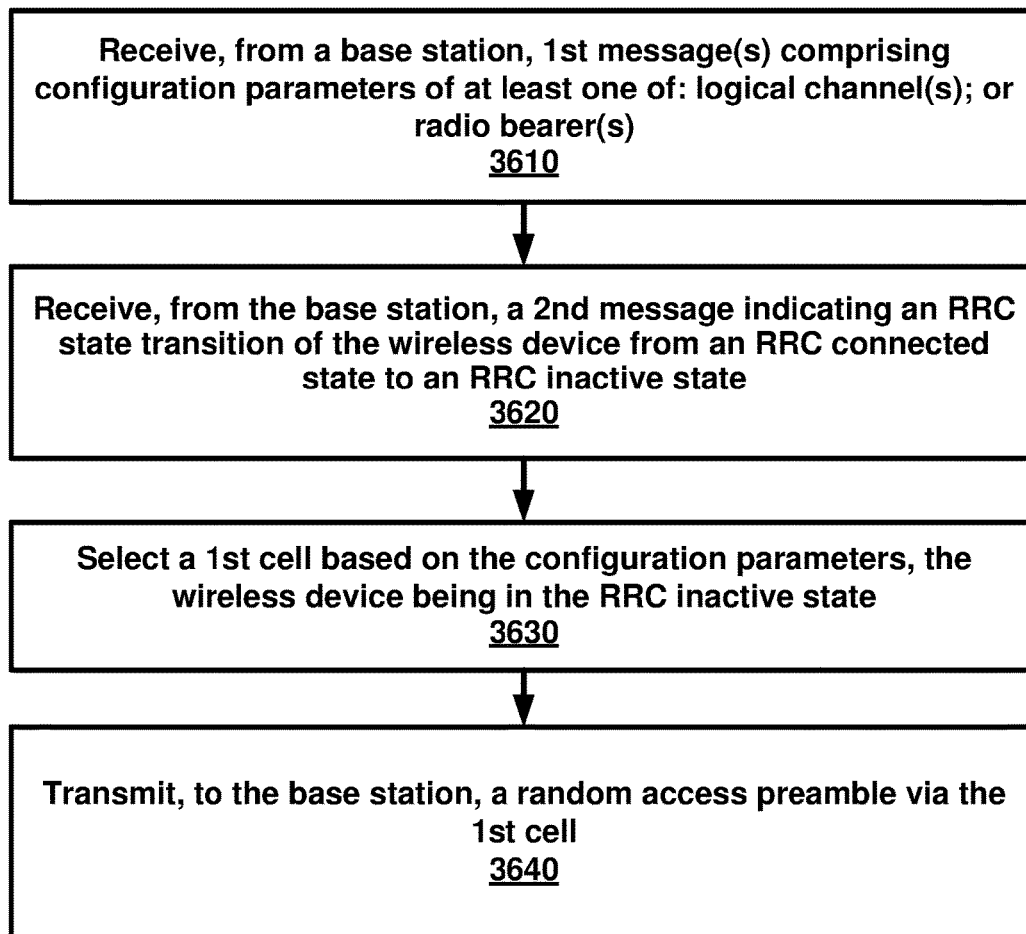 Receive, from a base station, 1st message(s) comprising
configuration parameters of at least one of: logical channel(s); or
radio bearer(s)
3610
Receive, from the base station, a 2nd message indicating an RRC
state transition of the wireless device from an RRC connected
state to an RRC inactive state
3620
Select a 1st cell based on the configuration parameters, the
wireless device being in the RRC inactive state
3630
Transmit, to the base station, a random access preamble via the
1st cell
3640